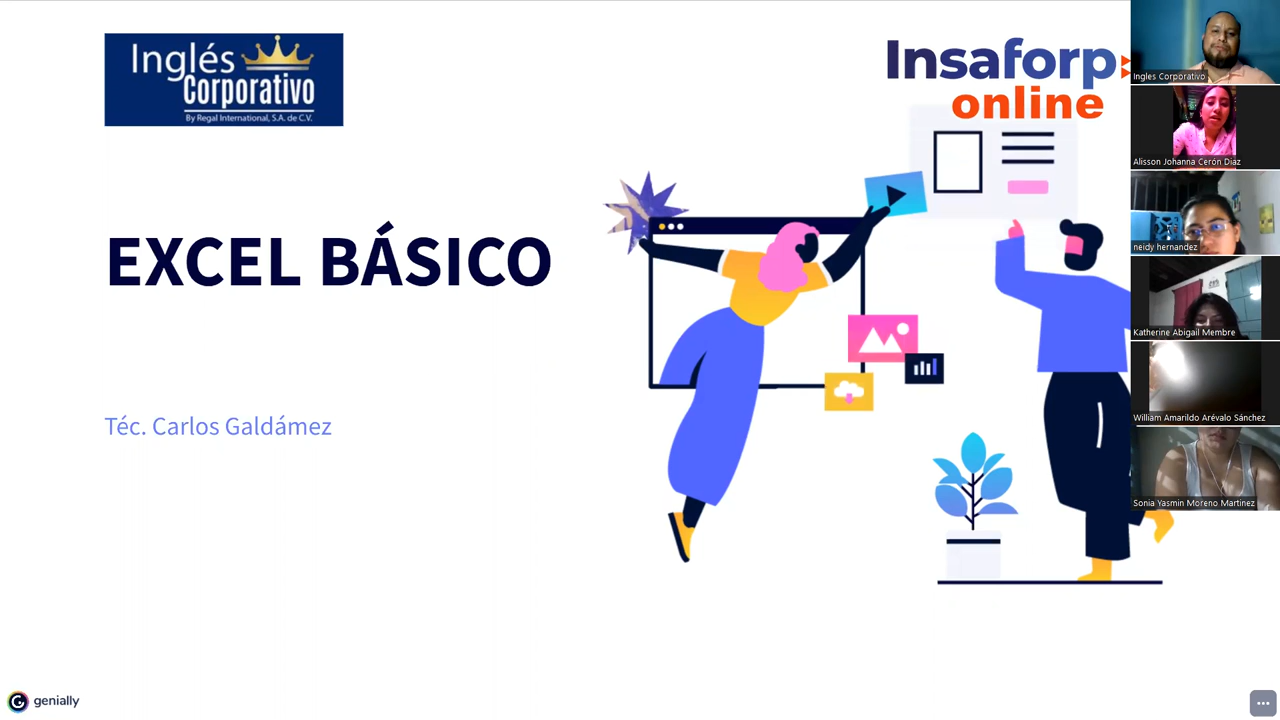 Inglés
Corporativo
By Regal International, S.A. de C.V.
Insaforp
online
EXCEL BÁSICO
Téc. Carlos Galdámez
Ingles Corporativo
Alisson Johanna Cerón Díaz
neidy hernandez
Katherine Abigail Membre
William Amarildo Arévalo Sánchez
Sonia Yasmin Moreno Martinez
genially